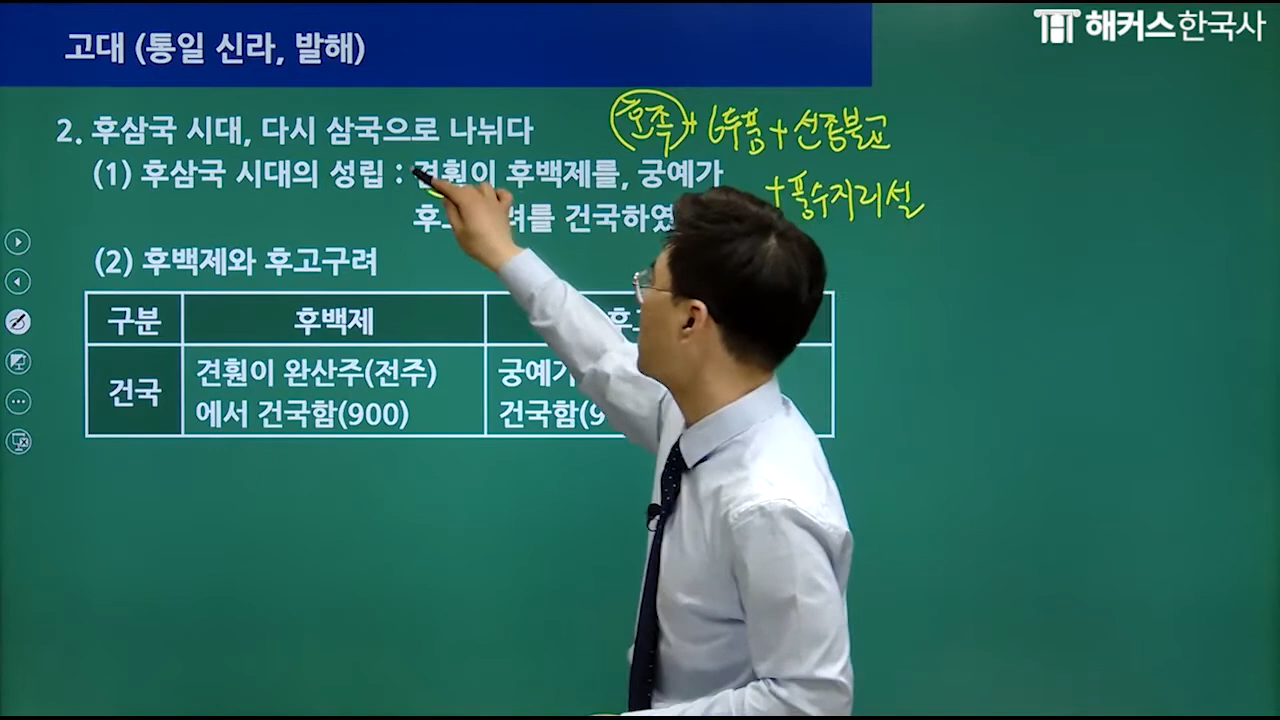 해커스한국사
고대 (통일 신라, 발해)
2. 후삼국 시대, 다시 삼국으로 나뉘다
호족 + 6두품 + 선종불교
+ 풍수지리설
(1) 후삼국 시대의 성립 : 견훤이 후백제를, 궁예가
를 건국하였
(2) 후백제와 후고구려
구분 후백제
건국 견훤이 완산주(전주) 궁예가
에서 건국함(900) 건국함(9